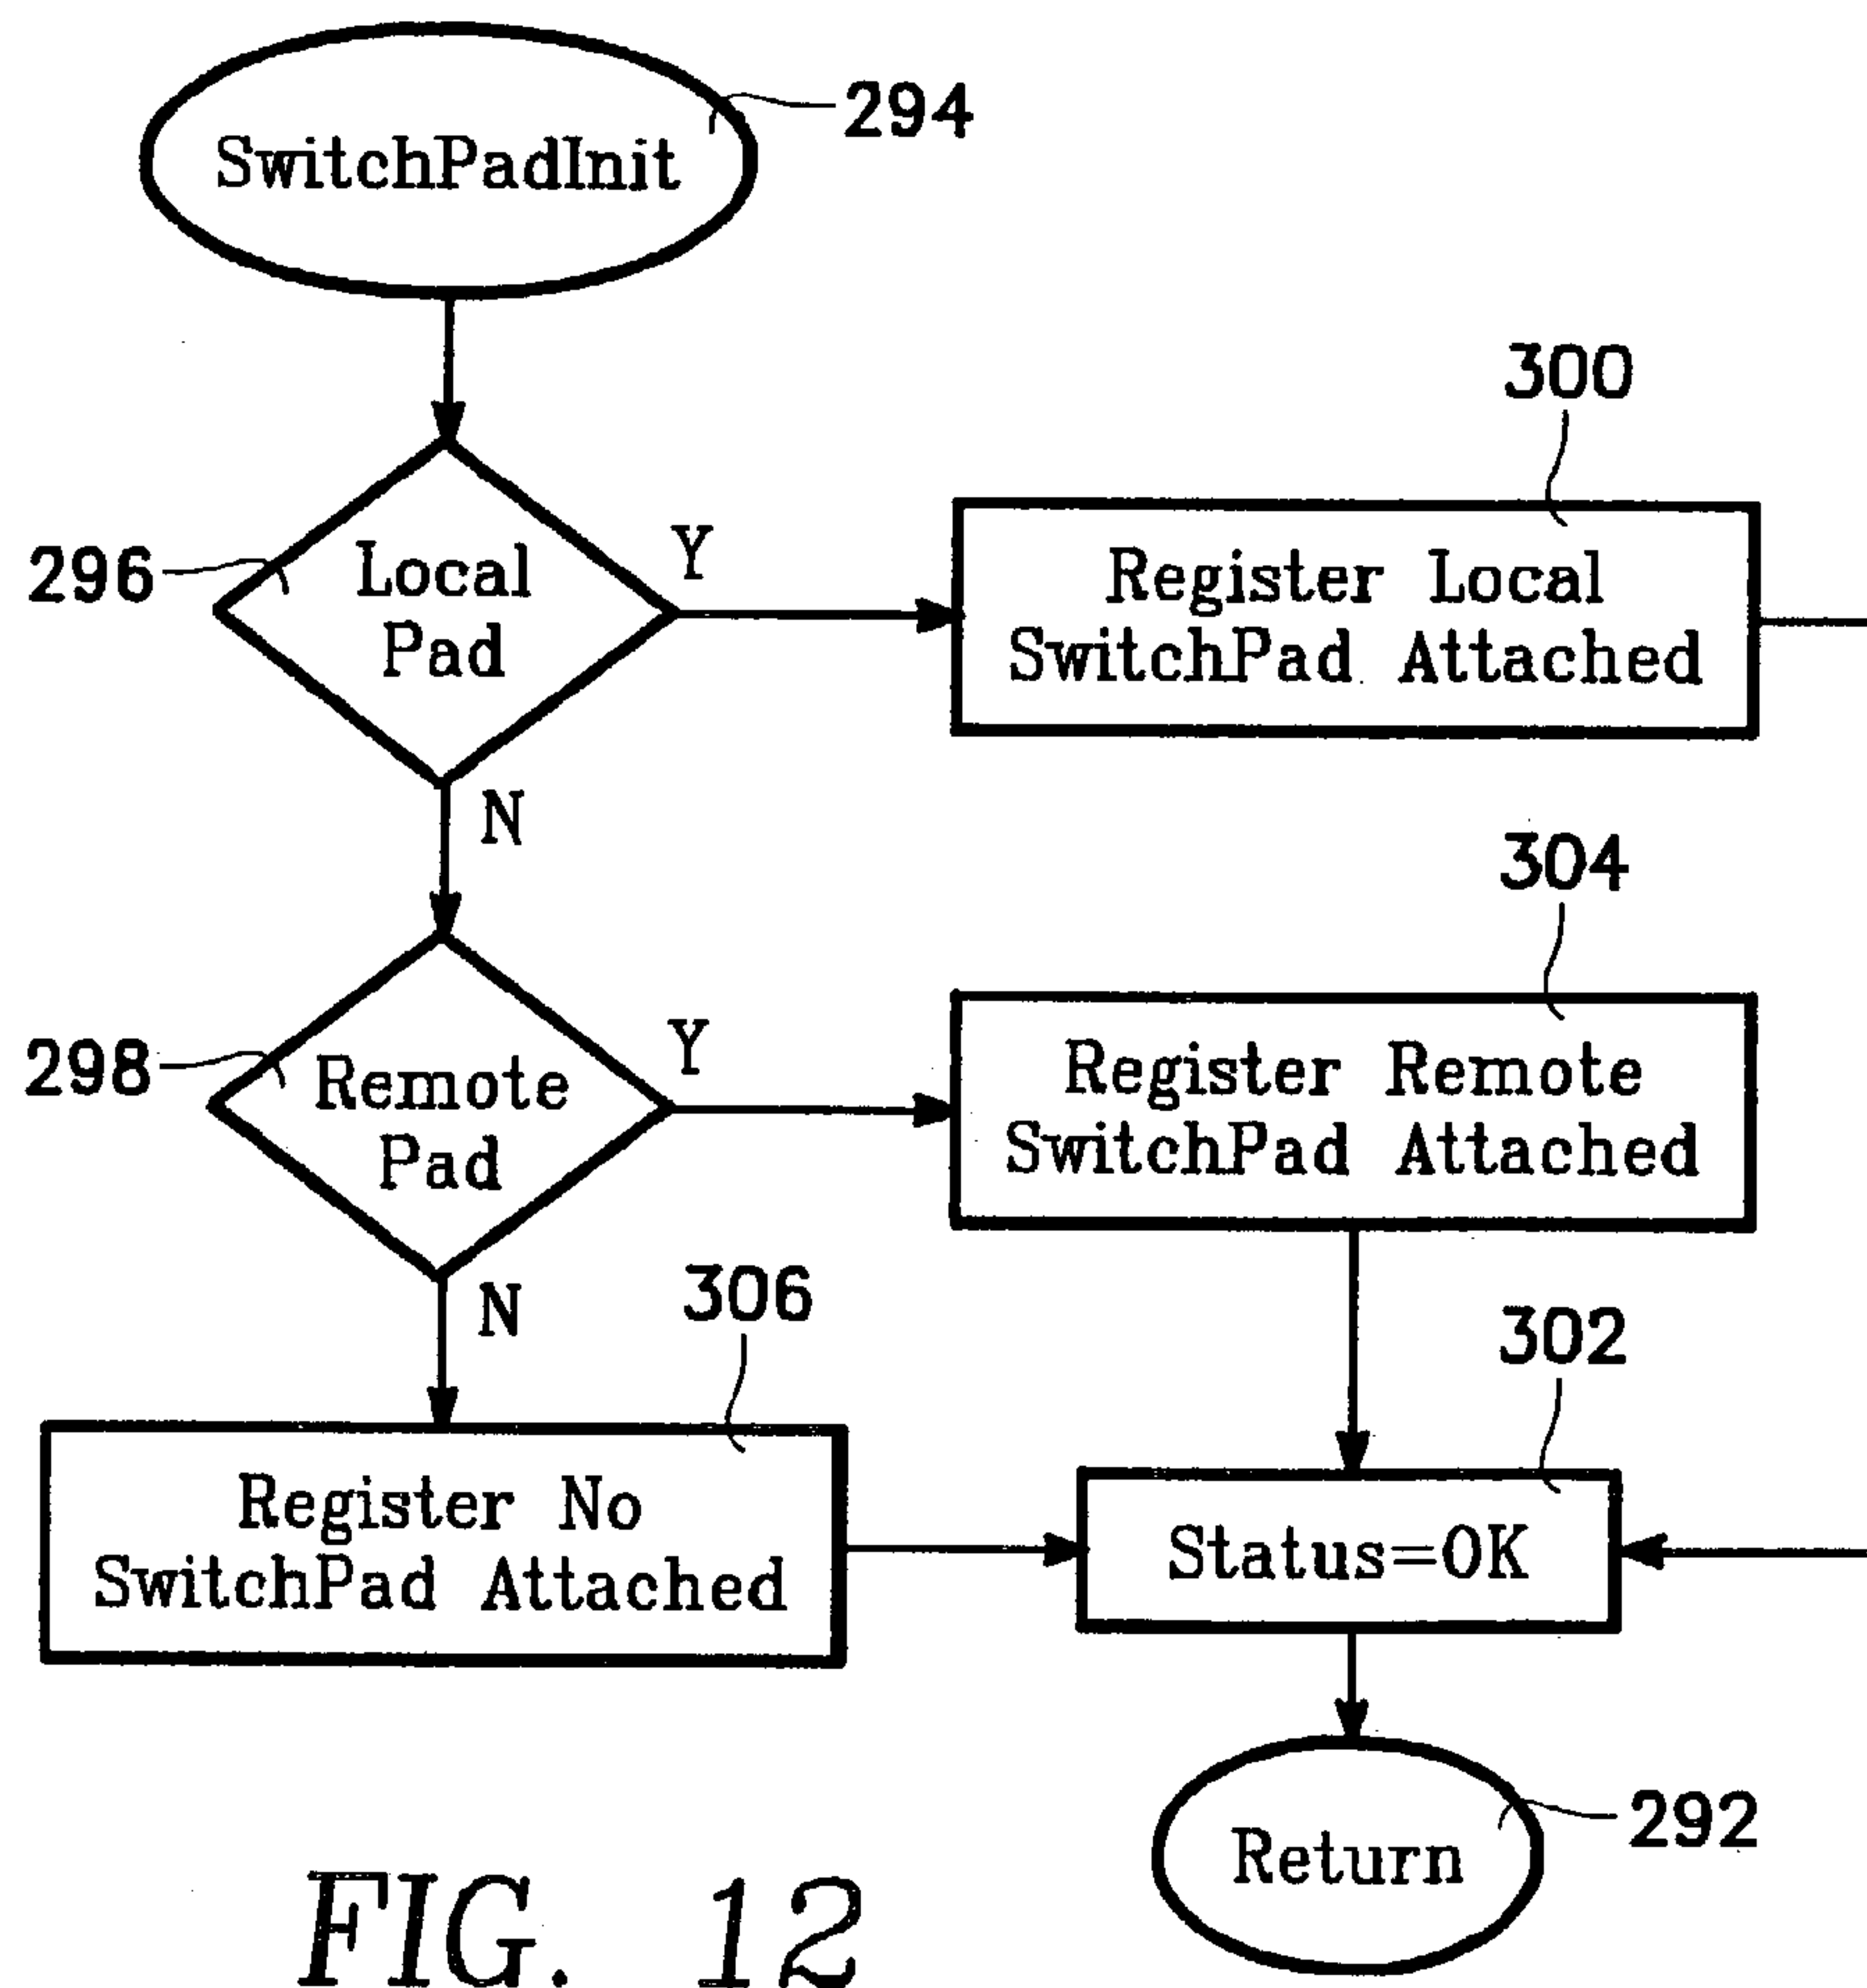 SwitchPadInit
294
300
296
Local
Pad
Y
Register Local
SwitchPad Attached
N
304
298
Remote
Pad
Y
Register Remote
SwitchPad Attached
N
306
302
Register No
SwitchPad Attached
Status=OK
Return
292
FIG. 12